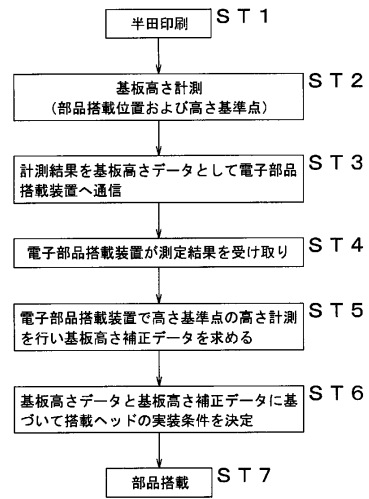 半田印刷
ST1
基板高さ計測
(部品搭載位置および高さ基準点)
ST2
計測結果を基板高さデータとして電子部品
搭載装置へ通信
ST3
電子部品搭載装置が測定結果を受け取り
ST4
電子部品搭載装置で高さ基準点の高さ計測
を行い基板高さ補正データを求める
ST5
基板高さデータと基板高さ補正データに基
づいて搭載ヘッドの実装条件を決定
ST6
部品搭載
ST7